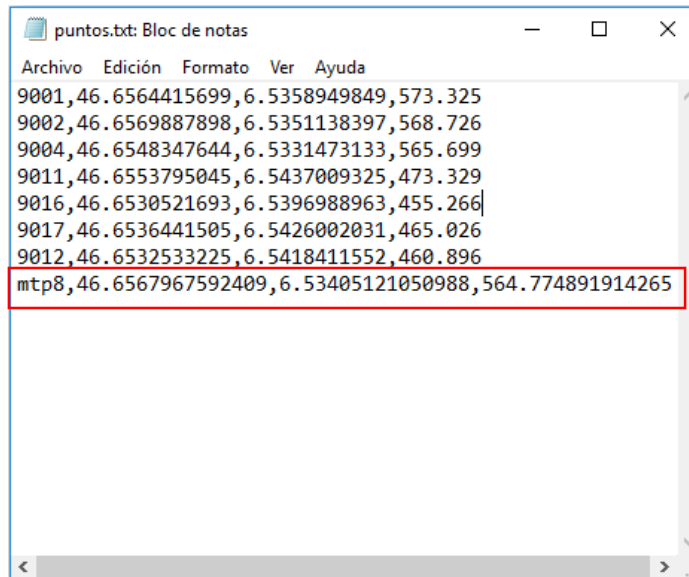 puntos.txt: Bloc de notas
Archivo Edición Formato Ver Ayuda
9001,46.6564415699,6.5358949849,573.325
9002,46.6569887898,6.5351138397,568.726
9004,46.6548347644,6.5331473133,565.699
9011,46.6553795045,6.5437009325,473.329
9016,46.6530521693,6.5396988963,455.266
9017,46.6536441505,6.5426002031,465.026
9012,46.6532533225,6.5418411552,460.896
mtp8,46.6567967592409,6.53405121050988,564.774891914265